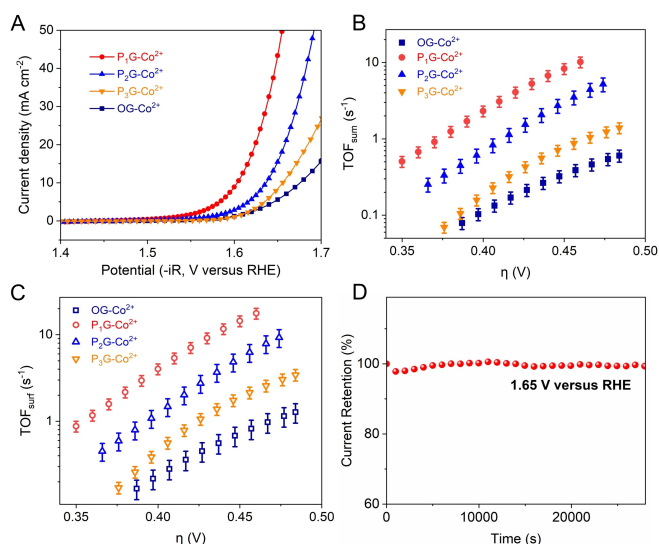 A
50
40
30
20
10
0
Current density (mA cm⁻²)
P₁G-Co²⁺
P₂G-Co²⁺
P₃G-Co²⁺
OG-Co²⁺
1.4 1.5 1.6 1.7
Potential (-iR, V versus RHE)
B
10
1
0.1
TOFsum (s⁻¹)
OG-Co²⁺
P₁G-Co²⁺
P₂G-Co²⁺
P₃G-Co²⁺
0.35 0.40 0.45 0.50
η (V)
C
10
1
TOFsurf (s⁻¹)
OG-Co²⁺
P₁G-Co²⁺
P₂G-Co²⁺
P₃G-Co²⁺
0.35 0.40 0.45 0.50
η (V)
D
120
100
80
60
Current Retention (%)
1.65 V versus RHE
0 10000 20000
Time (s)